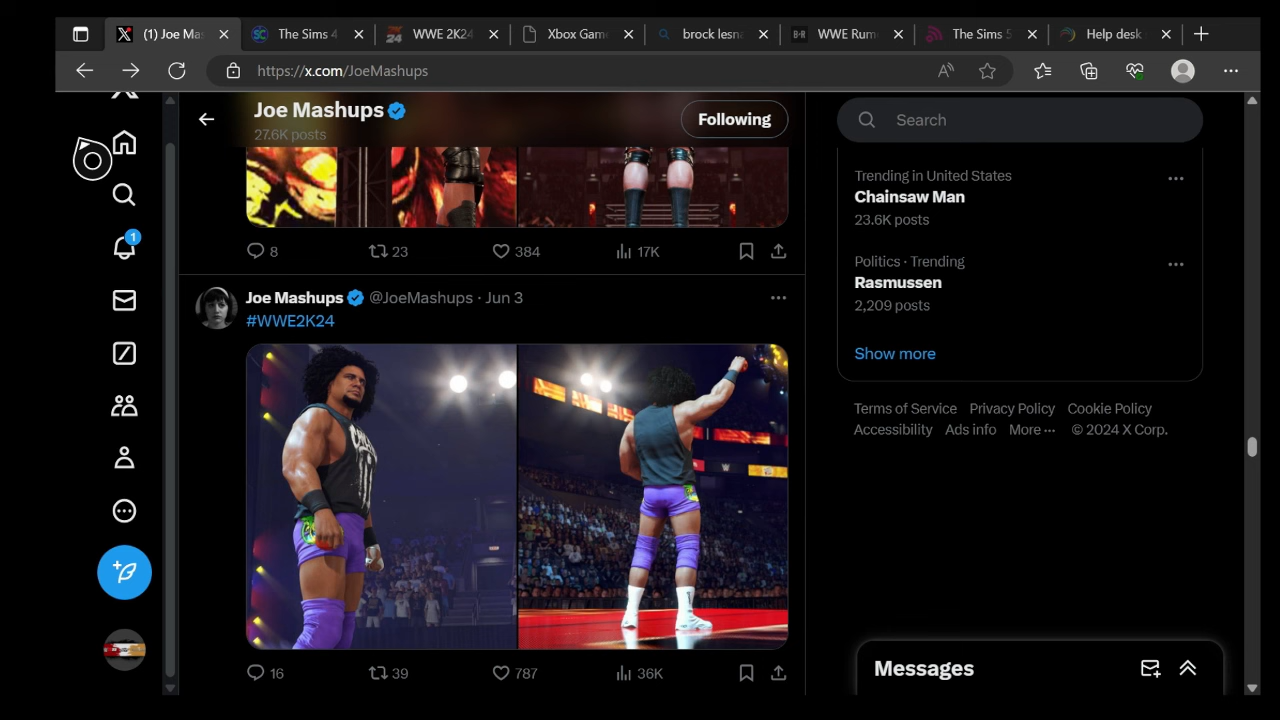 (1) Joe Mas
The Sims 4
24
WWE 2K24
Xbox Gam
brock lesna
B/R
WWE Rum
The Sims 5
Help desk
https://x.com/JoeMashups
Joe Mashups
27.6K posts
Following
Search
8
23
384
17K
Trending in United States
Chainsaw Man
23.6K posts
Politics · Trending
Rasmussen
2,209 posts
Show more
1
Joe Mashups @JoeMashups · Jun 3
#WWE2K24
16
39
787
36K
Terms of Service Privacy Policy Cookie Policy
Accessibility Ads info More ··· © 2024 X Corp.
Messages